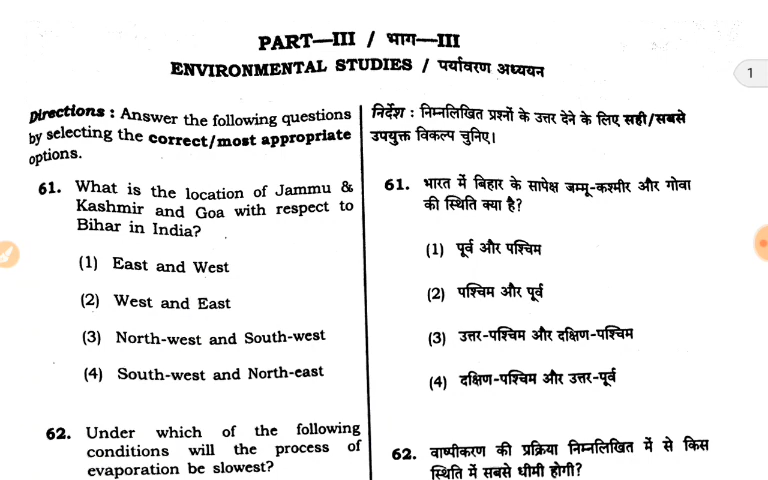 PART—III / भाग—III
ENVIRONMENTAL STUDIES / पर्यावरण अध्ययन
1
Directions : Answer the following questions
by selecting the correct/most appropriate
options.
61. What is the location of Jammu &
Kashmir and Goa with respect to
Bihar in India?
(1) East and West
(2) West and East
(3) North-west and South-west
(4) South-west and North-east
62. Under which of the following
conditions will the process of
evaporation be slowest?
निर्देश : निम्नलिखित प्रश्नों के उत्तर देने के लिए सही/सबसे
उपयुक्त विकल्प चुनिए।
61. भारत में बिहार के सापेक्ष जम्मू-कश्मीर और गोवा
की स्थिति क्या है?
(1) पूर्व और पश्चिम
(2) पश्चिम और पूर्व
(3) उत्तर-पश्चिम और दक्षिण-पश्चिम
(4) दक्षिण-पश्चिम और उत्तर-पूर्व
62. वाष्पीकरण की प्रक्रिया निम्नलिखित में से किस
स्थिति में सबसे धीमी होगी?